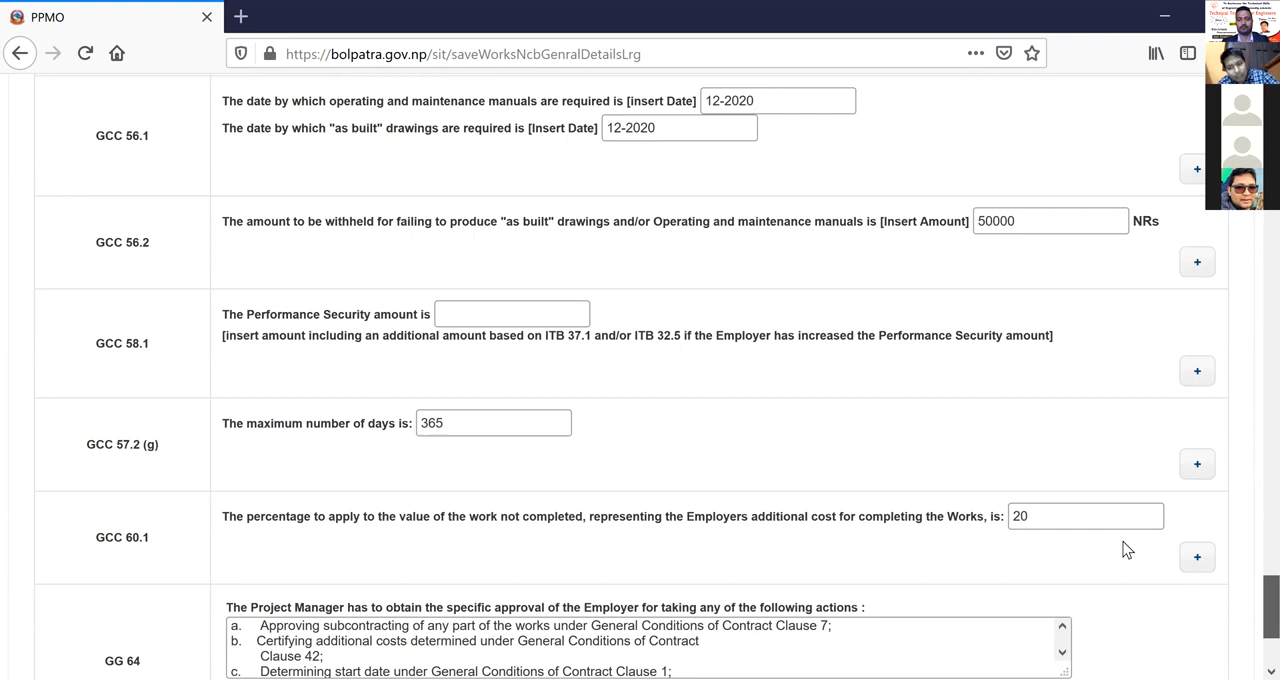 PPMO
https://bolpatra.gov.np/slt/saveWorksSCCGenralDetailsLrg
GCC 56.1
The date by which operating and maintenance manuals are required is [insert Date] 12-2020
The date by which "as built" drawings are required is [Insert Date] 12-2020
+
GCC 56.2
The amount to be withheld for failing to produce "as built" drawings and/or Operating and maintenance manuals is [Insert Amount] 50000 NRs
+
GCC 58.1
The Performance Security amount is
[insert amount including an additional amount based on ITB 37.1 and/or ITB 32.5 if the Employer has increased the Performance Security amount]
+
GCC 57.2 (g)
The maximum number of days is: 365
+
GCC 60.1
The percentage to apply to the value of the work not completed, representing the Employers additional cost for completing the Works, is: 20
+
GG 64
The Project Manager has to obtain the specific approval of the Employer for taking any of the following actions :
a. Approving subcontracting of any part of the works under General Conditions of Contract Clause 7;
b. Certifying additional costs determined under General Conditions of Contract
Clause 42;
c. Determining start date under General Conditions of Contract Clause 1;